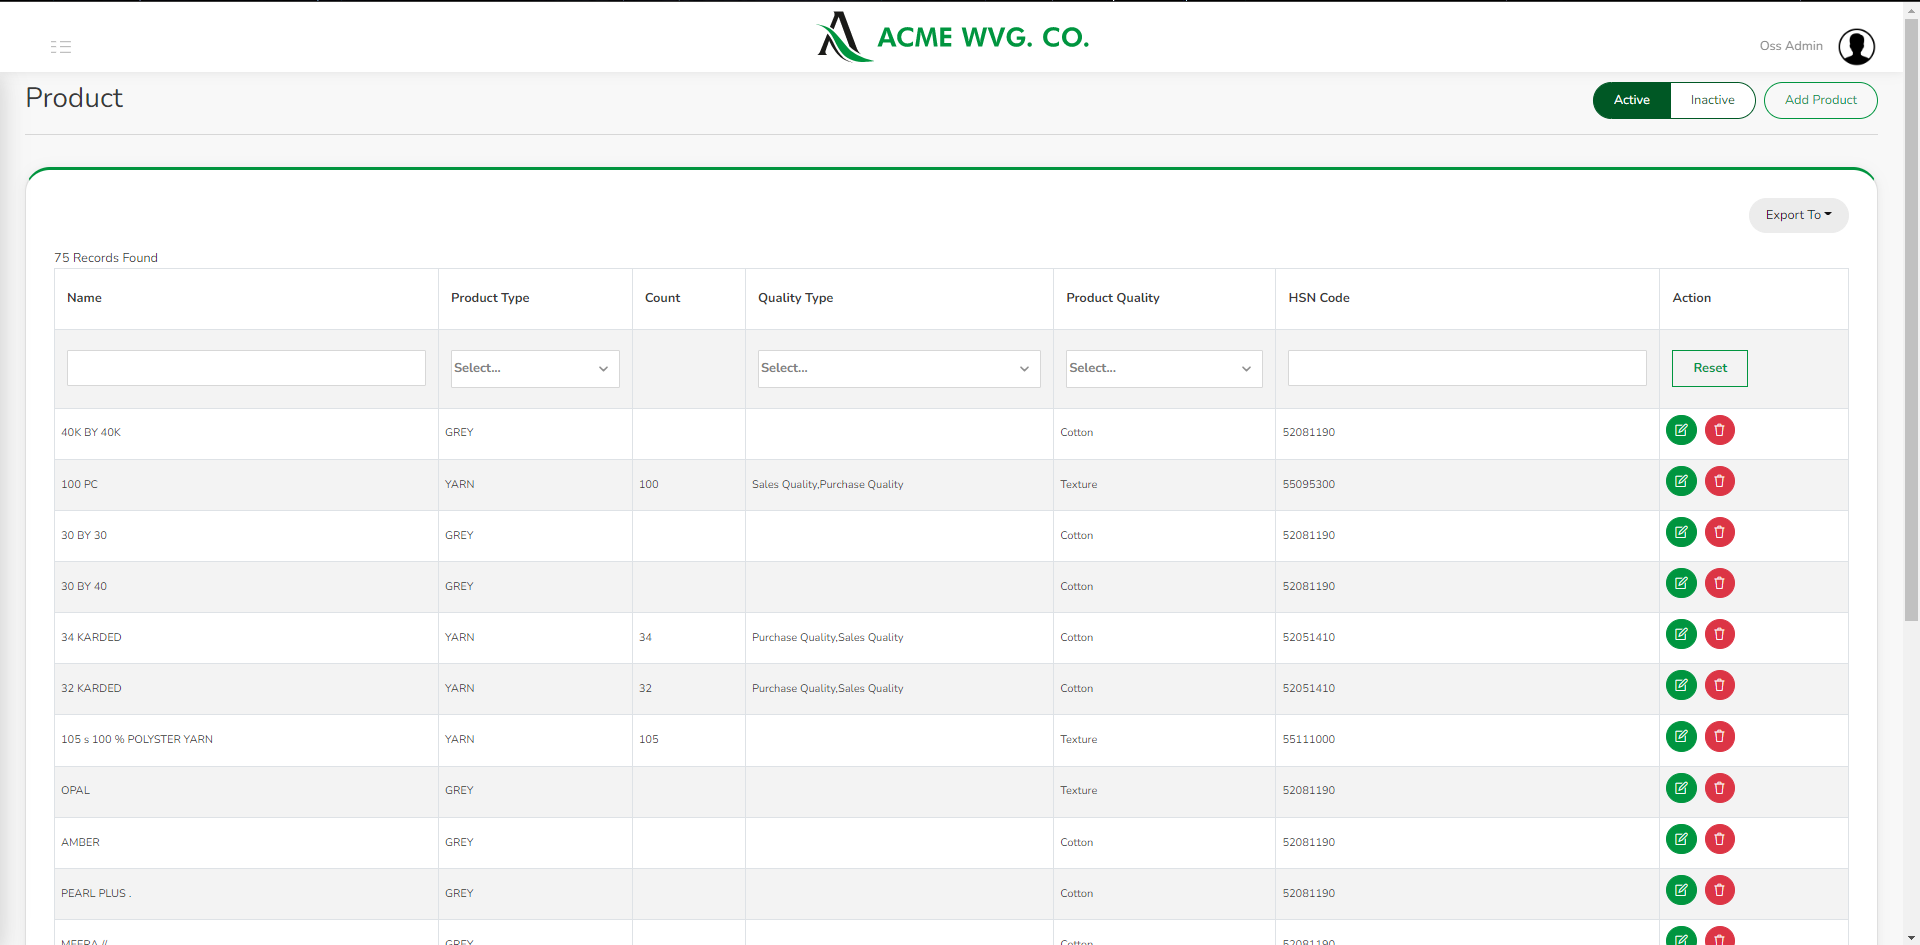 ACME WVG. CO.
Oss Admin
Product
Active Inactive Add Product
Export To
75 Records Found
Name Product Type Count Quality Type Product Quality HSN Code Action
Select... Select... Select... Reset
40K BY 40K GREY Cotton 52081190
100 PC YARN 100 Sales Quality,Purchase Quality Texture 55095300
30 BY 30 GREY Cotton 52081190
30 BY 40 GREY Cotton 52081190
34 KARDED YARN 34 Purchase Quality,Sales Quality Cotton 52051410
32 KARDED YARN 32 Purchase Quality,Sales Quality Cotton 52051410
105 s 100 % POLYSTER YARN YARN 105 Texture 55111000
OPAL GREY Texture 52081190
AMBER GREY Cotton 52081190
PEARL PLUS . GREY Cotton 52081190
MEERA // GREY Cotton 52081190